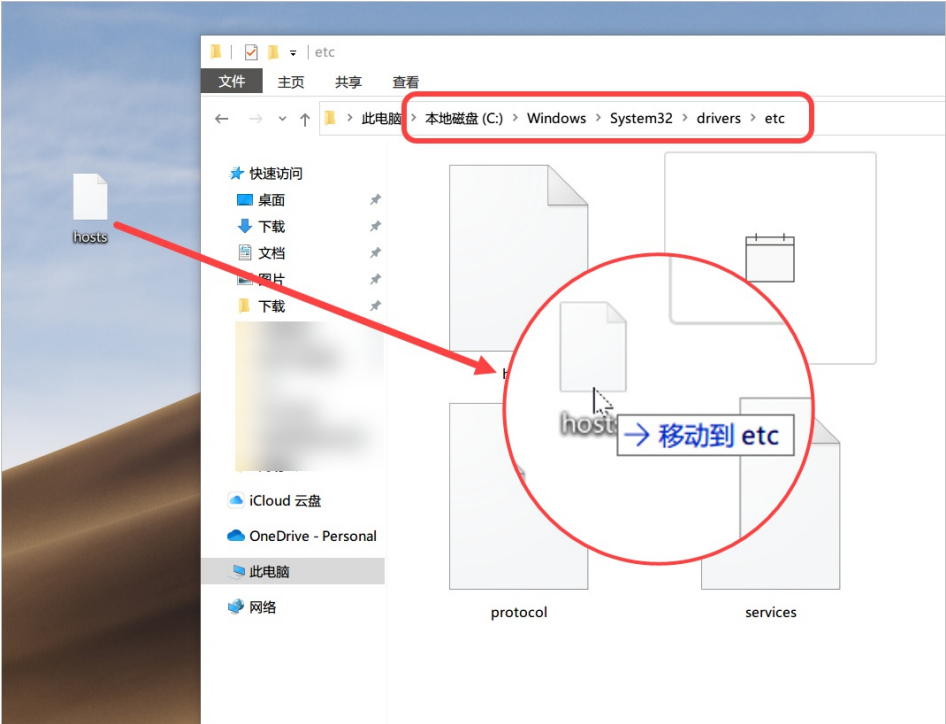 etc
文件 主页 共享 查看
此电脑 本地磁盘 (C:) Windows System32 drivers etc
hosts
快速访问
桌面
下载
文档
图片
下载
iCloud 云盘
OneDrive - Personal
此电脑
网络
hosts
移动到 etc
protocol
services